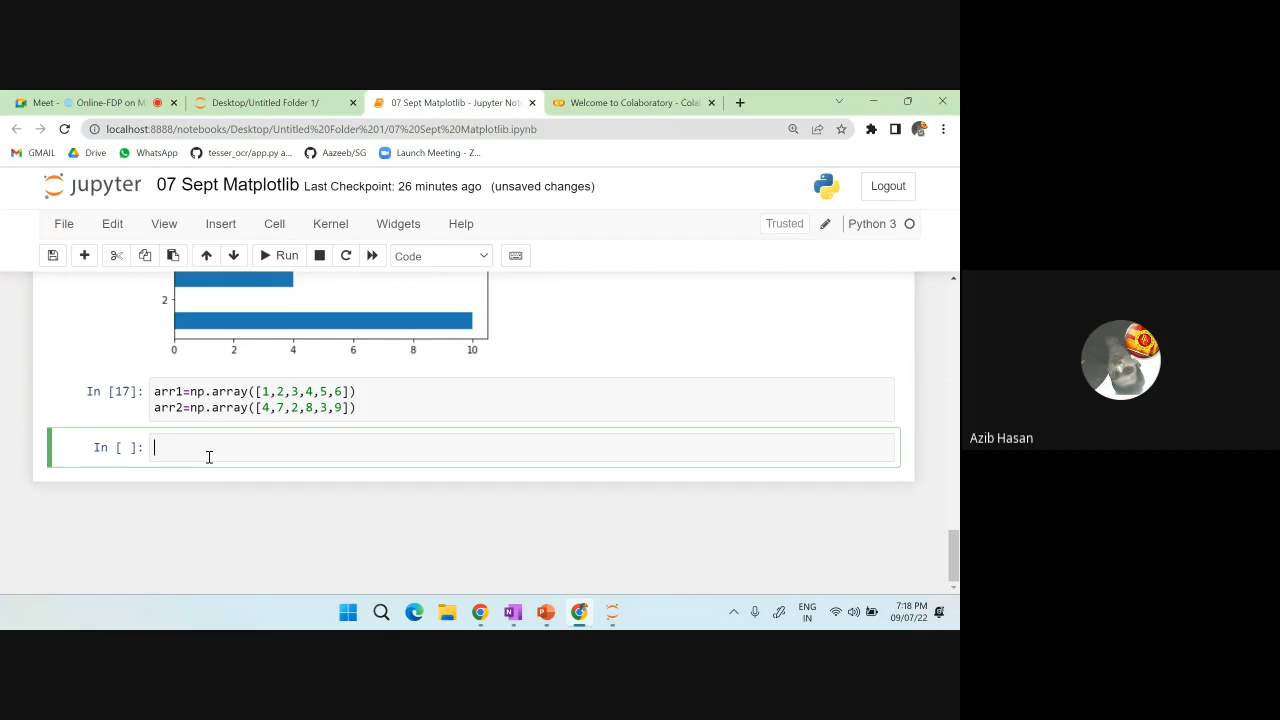 Meet - Online-FDP on M
Desktop/Untitled Folder 1/
07 Sept Matplotlib - Jupyter Not
Welcome to Colaboratory - Colab
localhost:8888/notebooks/Desktop/Untitled%20Folder%201/07%20Sept%20Matplotlib.ipynb
GMAIL Drive WhatsApp tesser_ocr/app.py a... Aazeeb/SG Launch Meeting - Z...
jupyter 07 Sept Matplotlib Last Checkpoint: 26 minutes ago (unsaved changes) Logout
File Edit View Insert Cell Kernel Widgets Help Trusted Python 3
Run Code
2
0 2 4 6 8 10
In [17]: arr1=np.array([1,2,3,4,5,6])
arr2=np.array([4,7,2,8,3,9])
In [ ]:
Azib Hasan
ENG
IN
7:18 PM
09/07/22